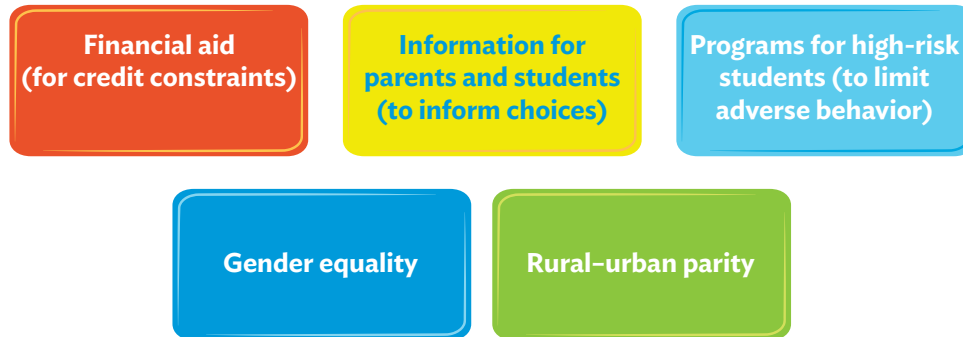 Financial aid
(for credit constraints)
Information for
parents and students
(to inform choices)
Programs for high-risk
students (to limit
adverse behavior)
Gender equality
Rural–urban parity